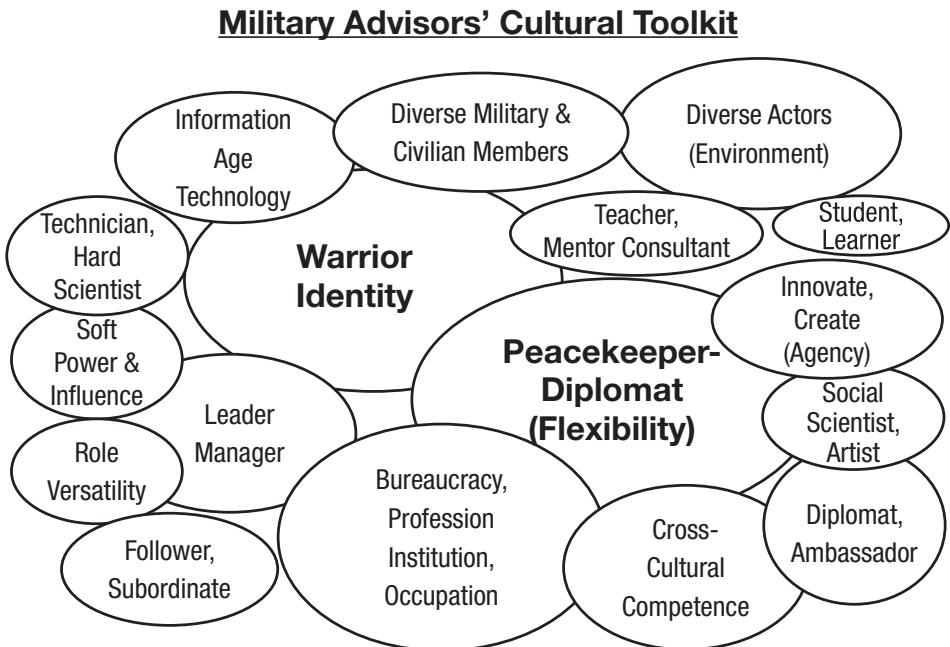 Military Advisors' Cultural Toolkit
Information
Age
Technology
Diverse Military &
Civilian Members
Diverse Actors
(Environment)
Technician,
Hard
Scientist
Warrior
Identity
Teacher,
Mentor Consultant
Student,
Learner
Soft
Power &
Influence
Peacekeeper-
Diplomat
(Flexibility)
Innovate,
Create
(Agency)
Leader
Manager
Social
Scientist,
Artist
Role
Versatility
Bureaucracy,
Profession
Institution,
Occupation
Cross-
Cultural
Competence
Diplomat,
Ambassador
Follower,
Subordinate